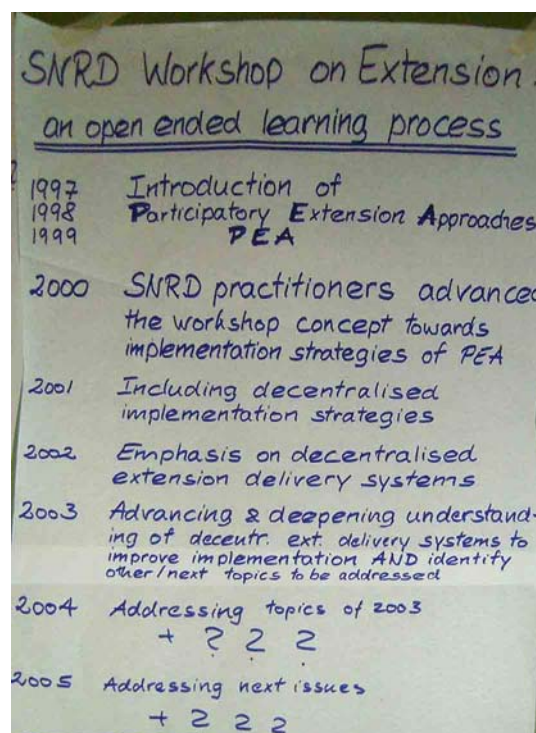 SNRD Workshop on Extension
an open ended learning process
1997 Introduction of
1998 Participatory Extension Approaches
1999 PEA
2000 SNRD practitioners advanced
the workshop concept towards
implementation strategies of PEA
2001 Including decentralised
implementation strategies
2002 Emphasis on decentralised
extension delivery systems
2003 Advancing & deepening understand-
ing of decentr. ext. delivery systems to
improve implementation AND identify
other/next topics to be addressed
2004 Addressing topics of 2003
+ ? ? ?
2005 Addressing next issues
+ ? ? ?